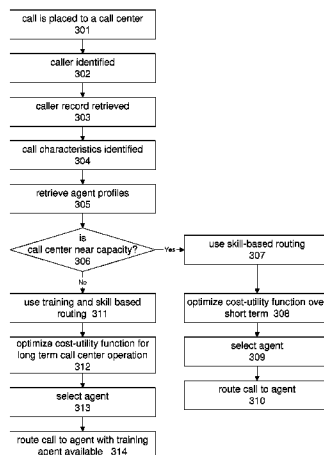 call is placed to a call center
301
caller identified
302
caller record retrieved
303
call characteristics identified
304
retrieve agent profiles
305
is
call center near capacity?
306
Yes
No
use skill-based routing
307
optimize cost-utility function over
short term 308
select agent
309
route call to agent
310
use training and skill based
routing 311
optimize cost-utility function for
long term call center operation
312
select agent
313
route call to agent with training
agent available 314